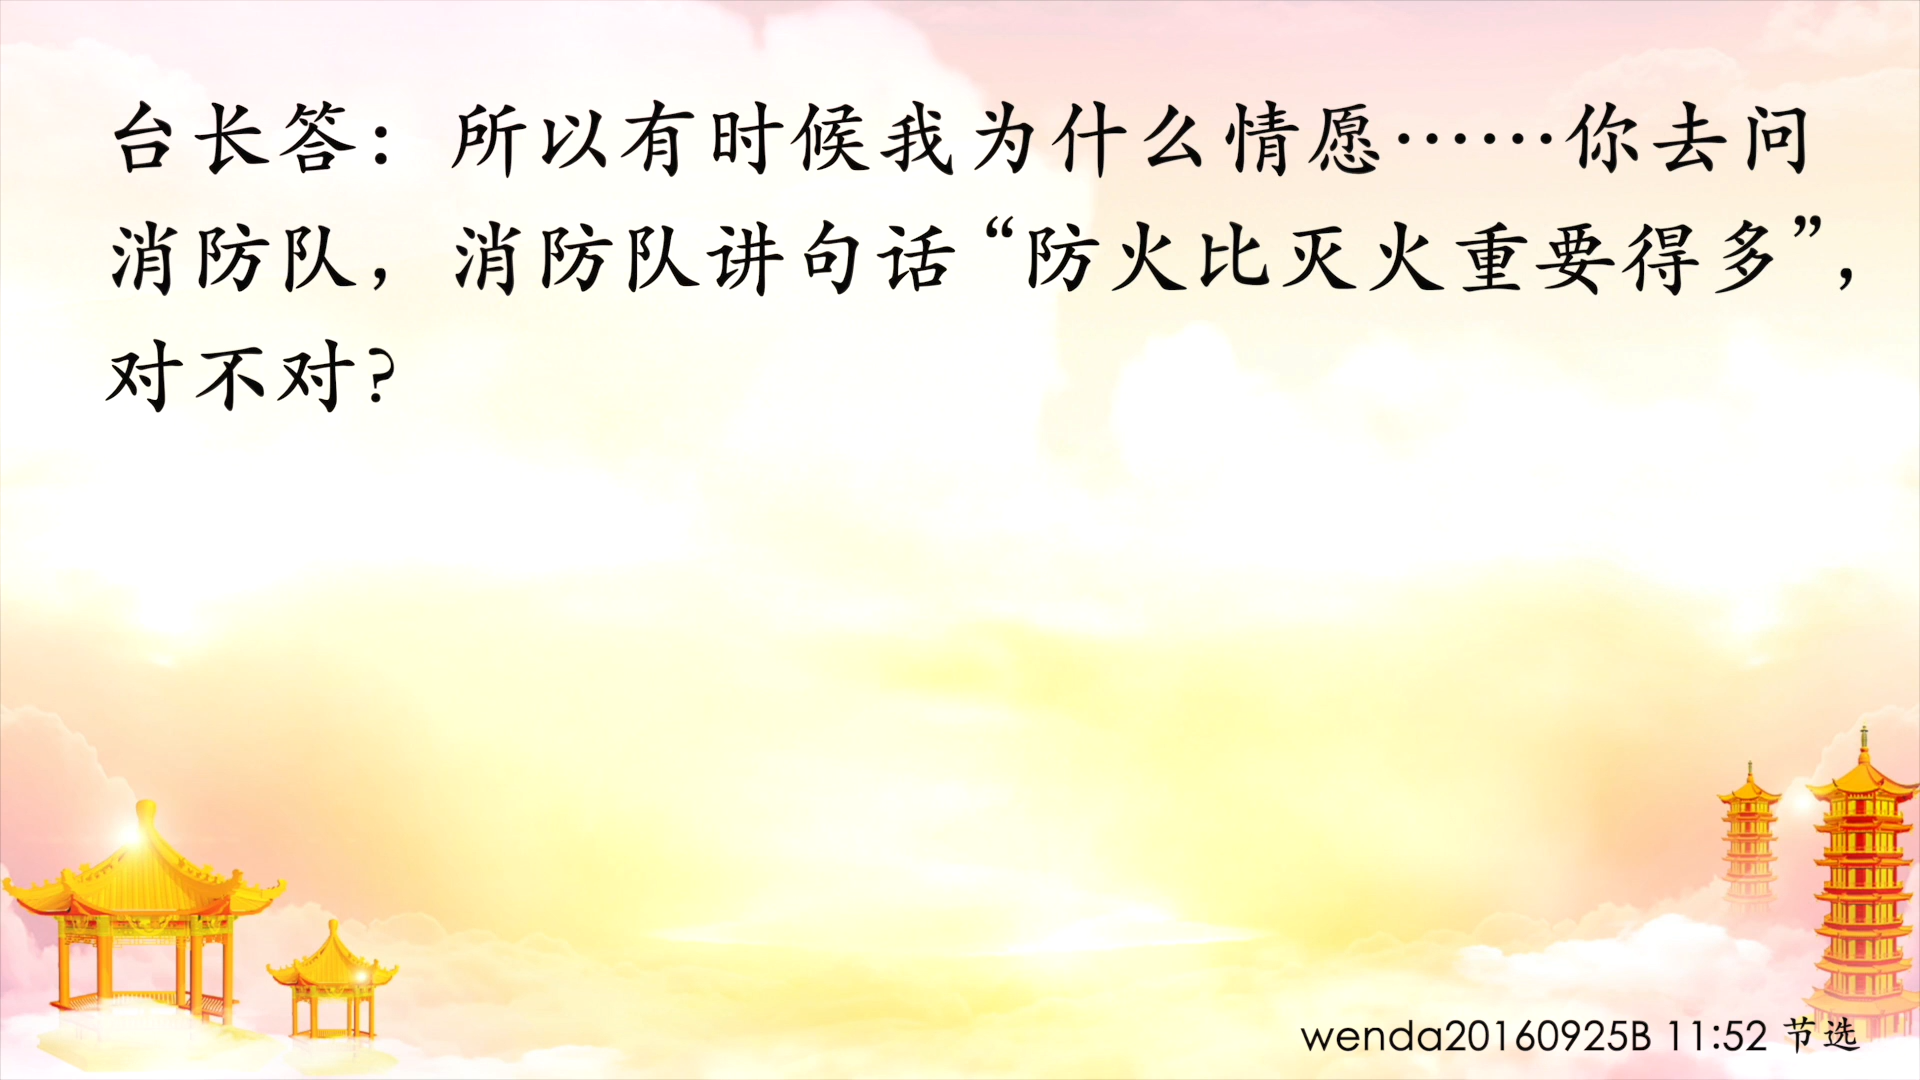 台长答：所以有时候我为什么情愿……你去问
消防队，消防队讲句话“防火比灭火重要得多”，
对不对？
wenda20160925B 11:52 节选